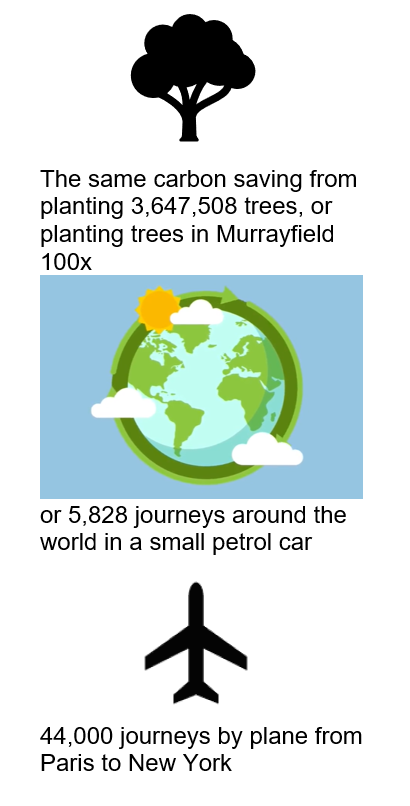 The same carbon saving from
planting 3,647,508 trees, or
planting trees in Murrayfield
100x
or 5,828 journeys around the
world in a small petrol car
44,000 journeys by plane from
Paris to New York